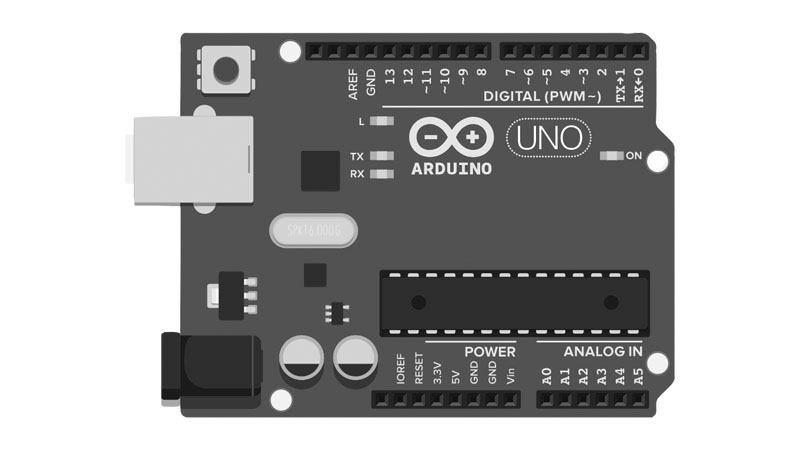 AREF
GND
13
12
~11
~10
~9
8
7
~6
~5
4
~3
2
TX→1
RX←0
DIGITAL (PWM ~)
L
TX
RX
ARDUINO
UNO
ON
SPK16.000G
POWER
ANALOG IN
IOREF
RESET
3.3V
5V
GND
GND
Vin
A0
A1
A2
A3
A4
A5